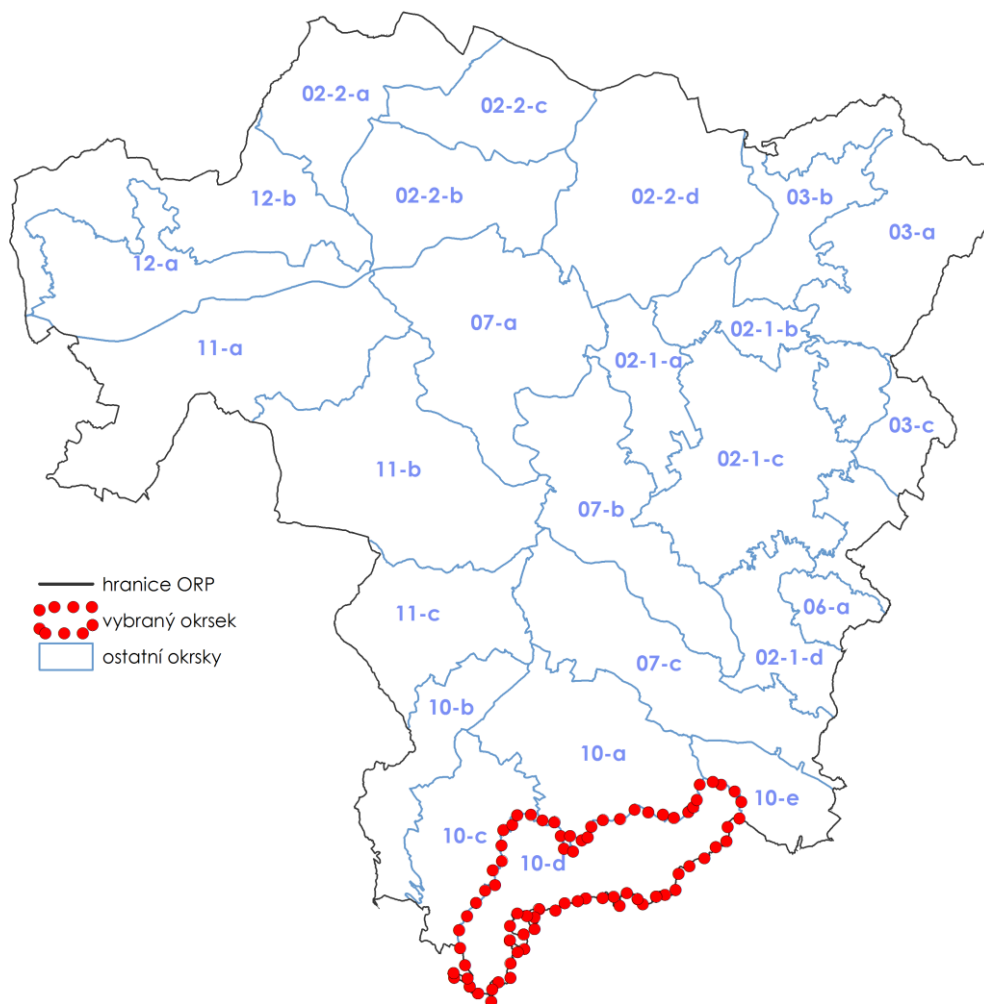 02-2-a
02-2-c
12-b
02-2-b
02-2-d
03-b
03-a
12-a
07-a
02-1-b
11-a
02-1-a
03-c
11-b
02-1-c
07-b
hranice ORP
vybraný okrsek
ostatní okrsky
11-c
06-a
07-c
02-1-d
10-b
10-a
10-e
10-c
10-d